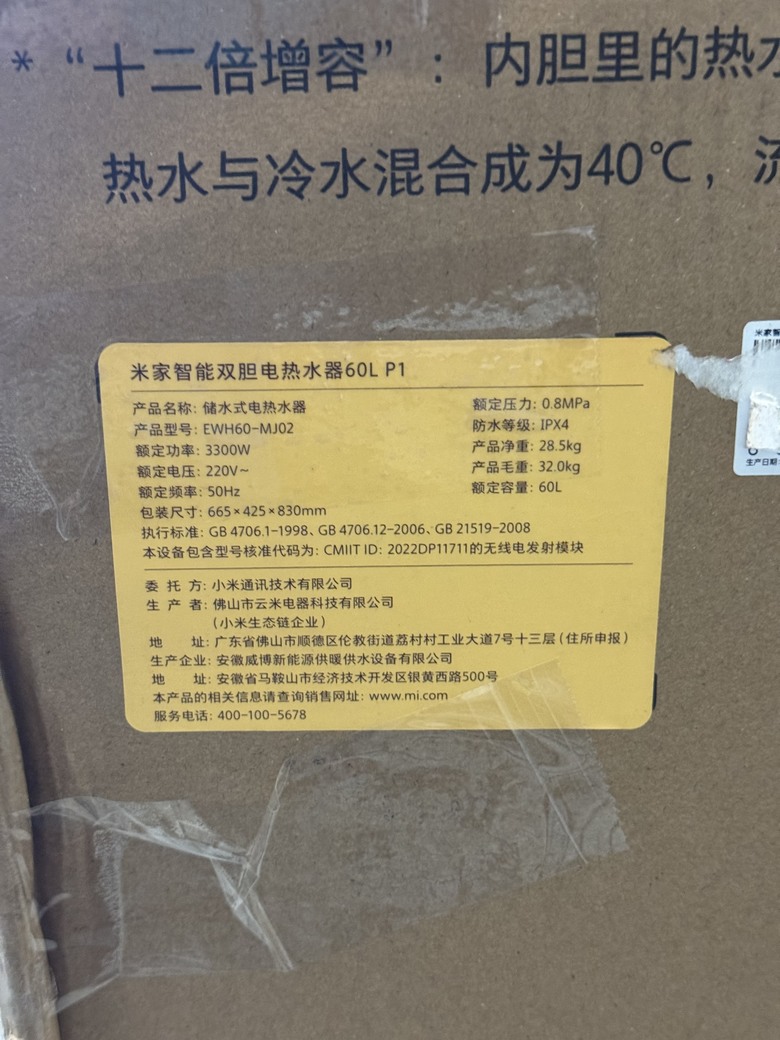 * “十二倍增容”：内胆里的热水
热水与冷水混合成为40℃，流
米家智能双胆电热水器60L P1
产品名称: 储水式电热水器
产品型号: EWH60-MJ02
额定功率: 3300W
额定电压: 220V~
额定频率: 50Hz
包装尺寸: 665×425×830mm
额定压力: 0.8MPa
防水等级: IPX4
产品净重: 28.5kg
产品毛重: 32.0kg
额定容量: 60L
执行标准: GB 4706.1-1998、GB 4706.12-2006、GB 21519-2008
本设备包含型号核准代码为: CMIIT ID: 2022DP11711的无线电发射模块
委 托 方: 小米通讯技术有限公司
生 产 者: 佛山市云米电器科技有限公司
(小米生态链企业)
地 址: 广东省佛山市顺德区伦教街道荔村村工业大道7号十三层(住所申报)
生产企业: 安徽威博新能源供暖供水设备有限公司
地 址: 安徽省马鞍山市经济技术开发区银黄西路500号
本产品的相关信息请查询销售网址: www.mi.com
服务电话: 400-100-5678
米家智
生产日期: